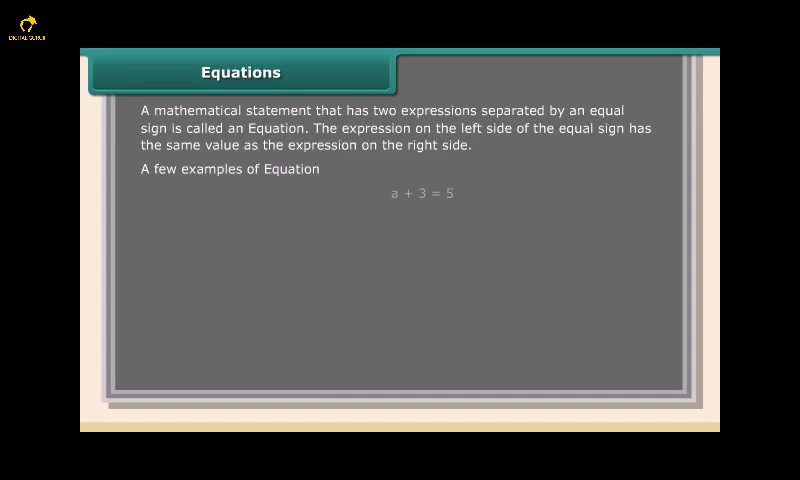 DIGITAL GURUJI
Equations
A mathematical statement that has two expressions separated by an equal
sign is called an Equation. The expression on the left side of the equal sign has
the same value as the expression on the right side.
A few examples of Equation
a + 3 = 5